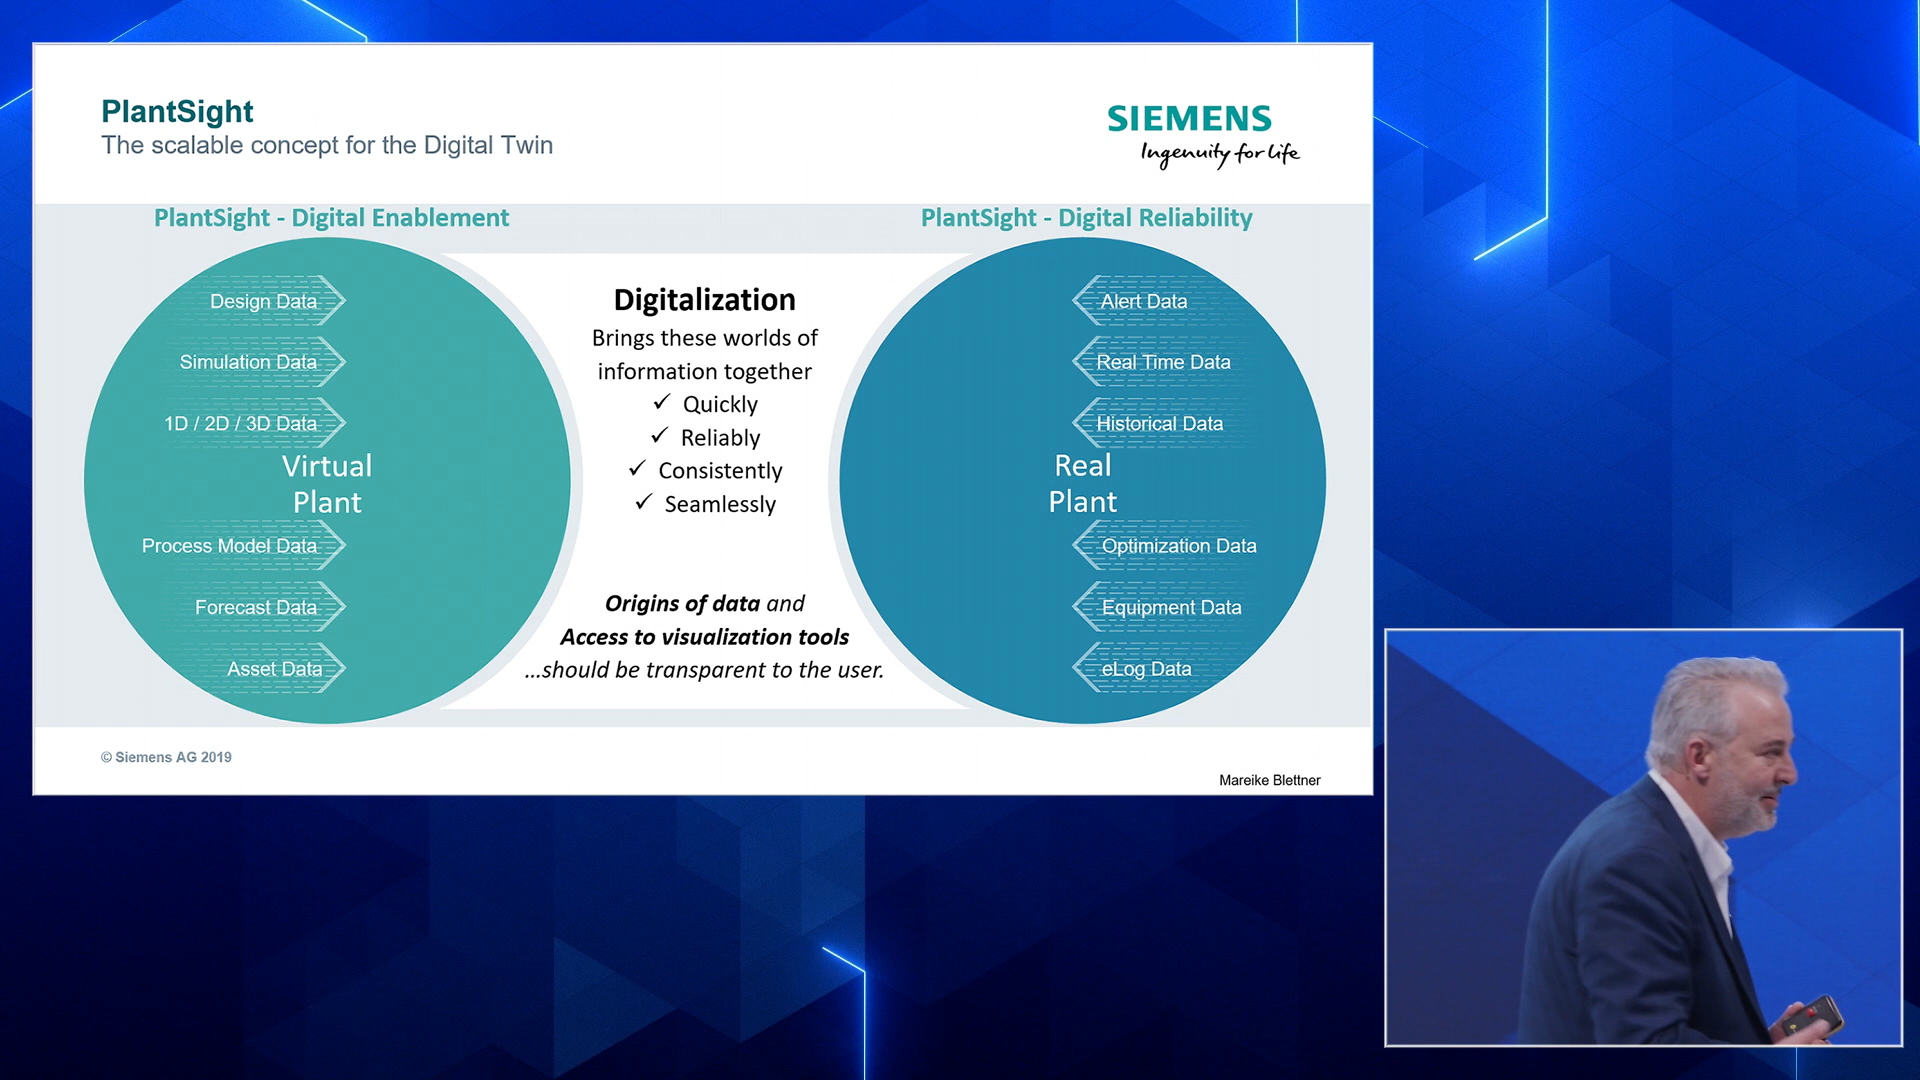 PlantSight
The scalable concept for the Digital Twin
SIEMENS
Ingenuity for life
PlantSight - Digital Enablement
Design Data
Simulation Data
1D / 2D / 3D Data
Virtual
Plant
Process Model Data
Forecast Data
Asset Data
Digitalization
Brings these worlds of
information together
✓ Quickly
✓ Reliably
✓ Consistently
✓ Seamlessly
Origins of data and
Access to visualization tools
...should be transparent to the user.
PlantSight - Digital Reliability
Alert Data
Real Time Data
Historical Data
Real
Plant
Optimization Data
Equipment Data
eLog Data
© Siemens AG 2019
Mareike Blettner